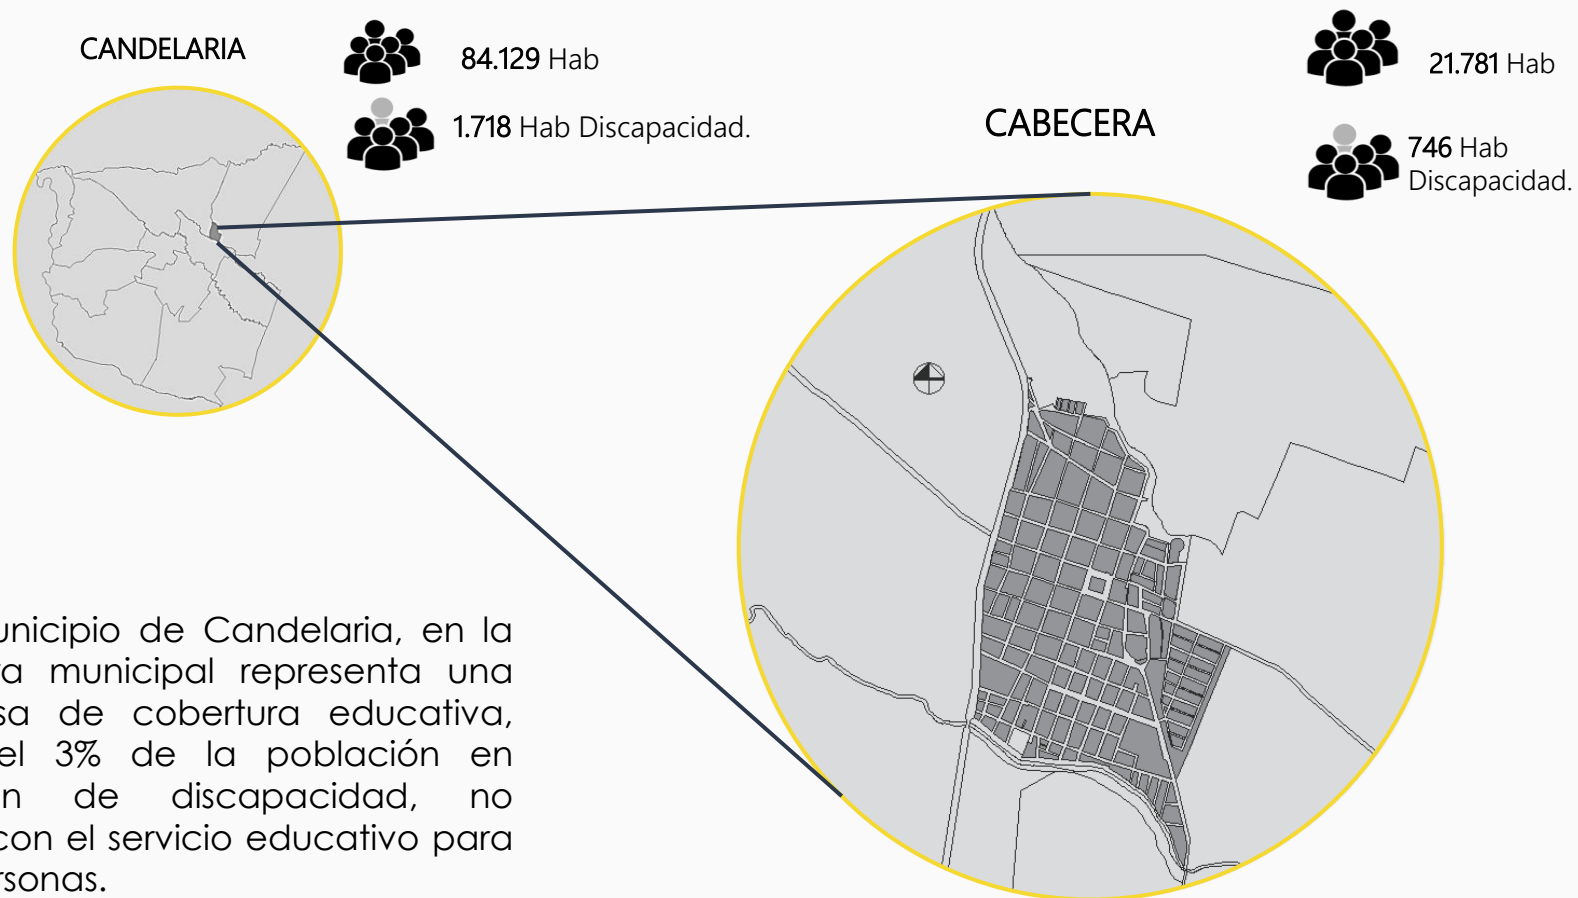 CANDELARIA
84.129 Hab
1.718 Hab Discapacidad.
CABECERA
21.781 Hab
746 Hab
Discapacidad.
unicipio de Candelaria, en la
a municipal representa una
sa de cobertura educativa,
el 3% de la población en
n de discapacidad, no
con el servicio educativo para
rsonas.